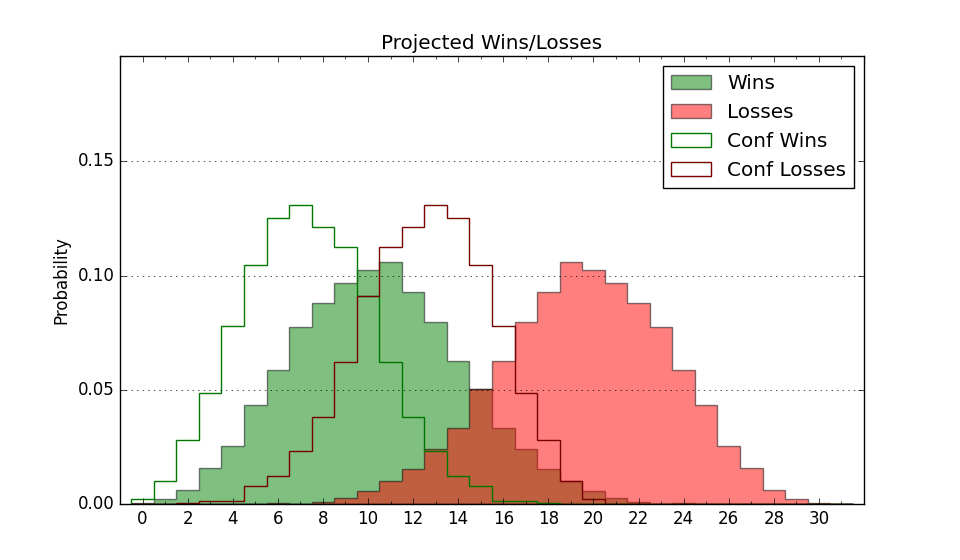 Projected Wins/Losses
Wins
Losses
Conf Wins
Conf Losses
Probability
0.15
0.10
0.05
0.00
0 2 4 6 8 10 12 14 16 18 20 22 24 26 28 30